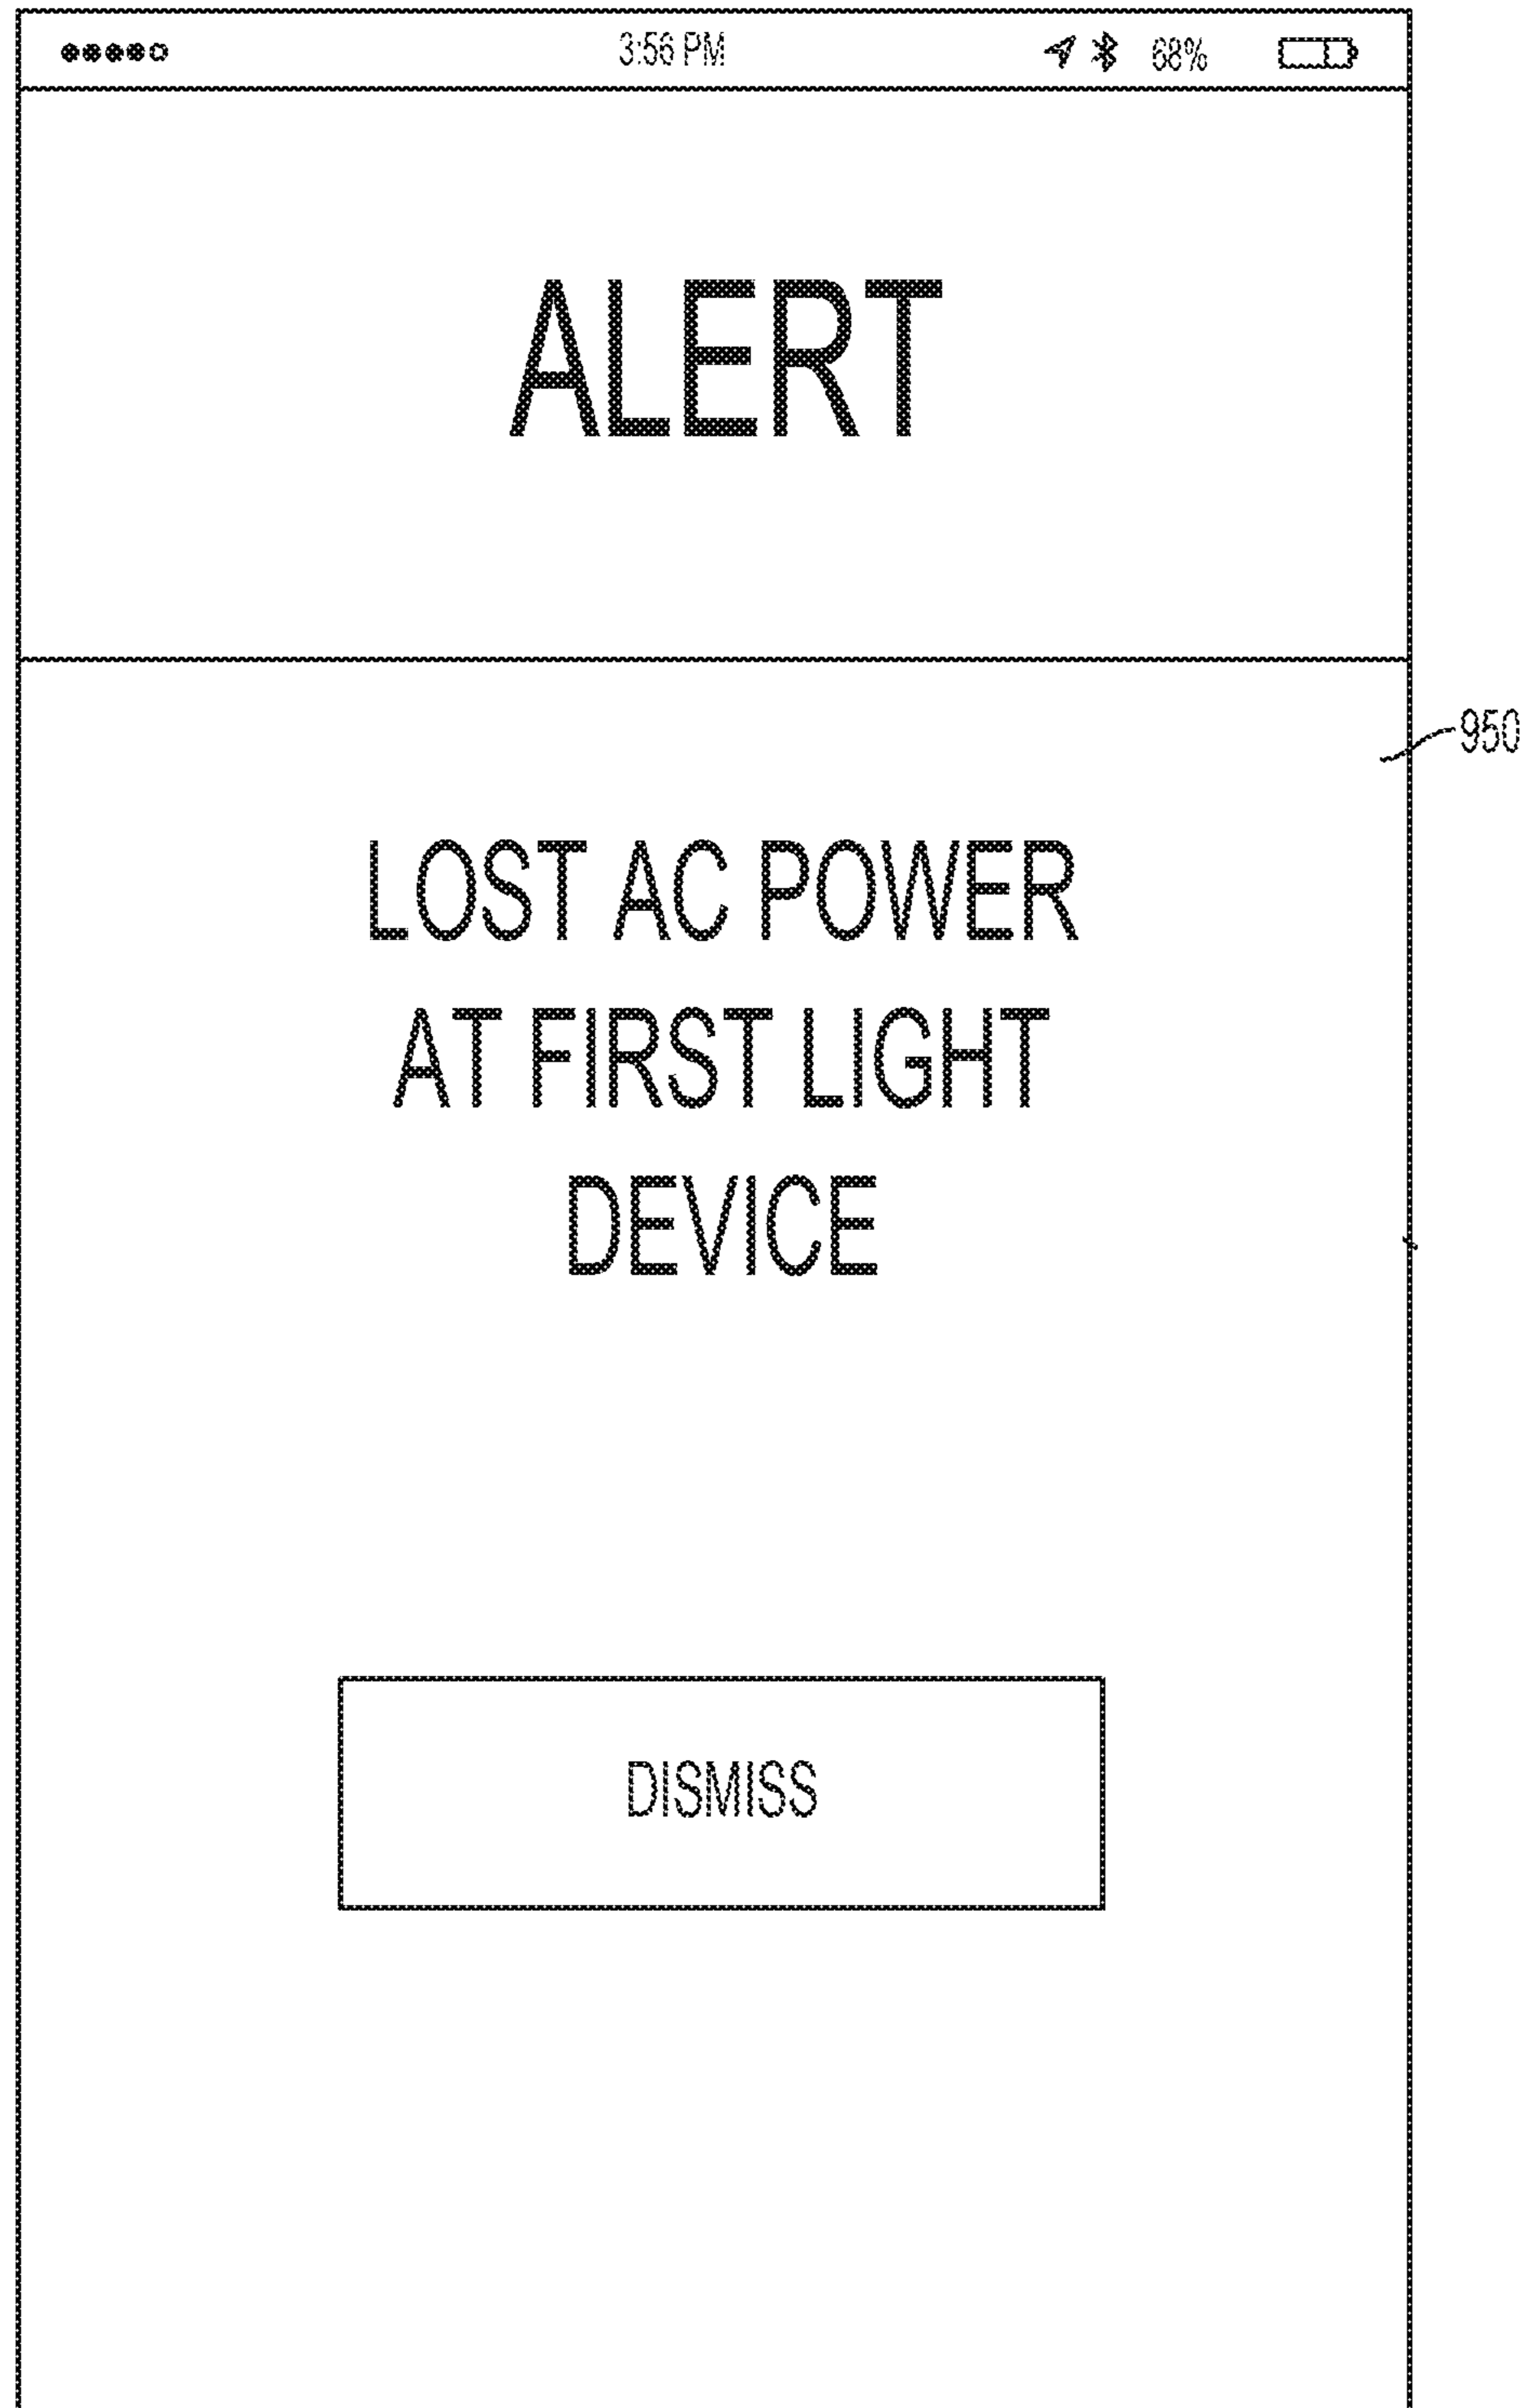 3:56 PM 68%
ALERT
950
LOST AC POWER
AT FIRST LIGHT
DEVICE
DISMISS